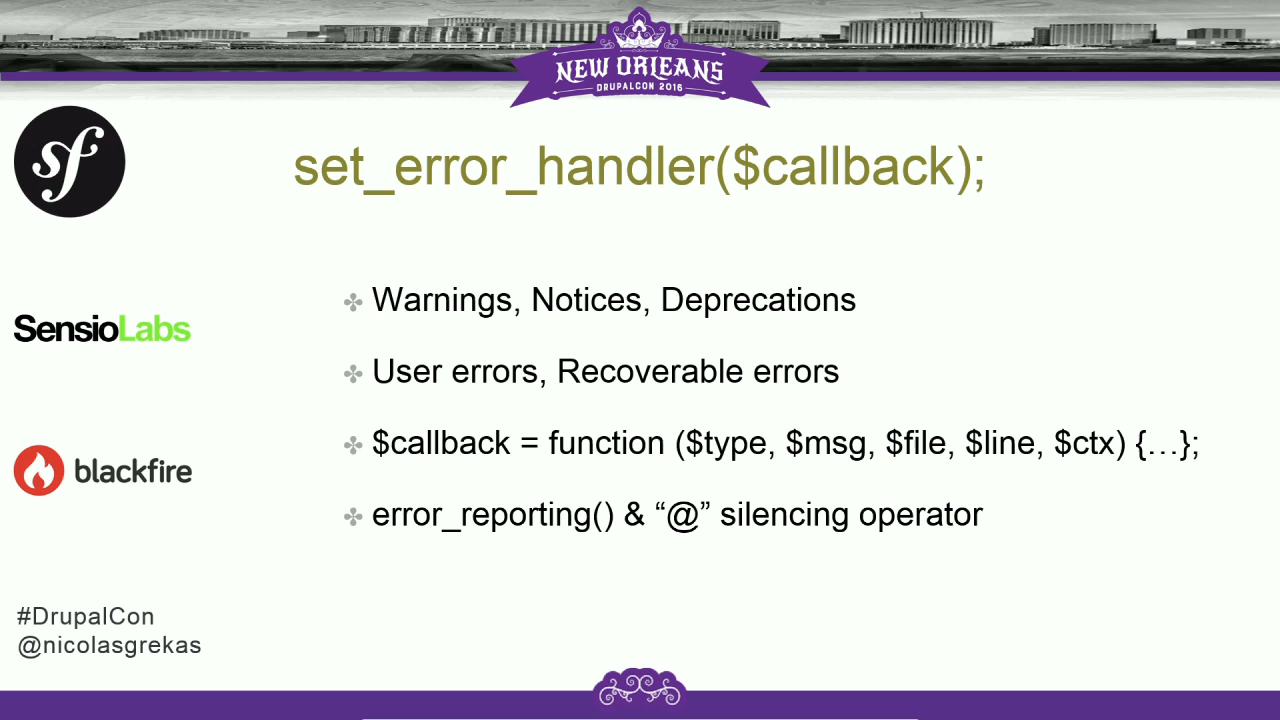 NEW ORLEANS
DRUPALCON 2016
sf
set_error_handler($callback);
Warnings, Notices, Deprecations
SensioLabs
User errors, Recoverable errors
$callback = function ($type, $msg, $file, $line, $ctx) {…};
blackfire
error_reporting() & “@” silencing operator
#DrupalCon
@nicolasgrekas